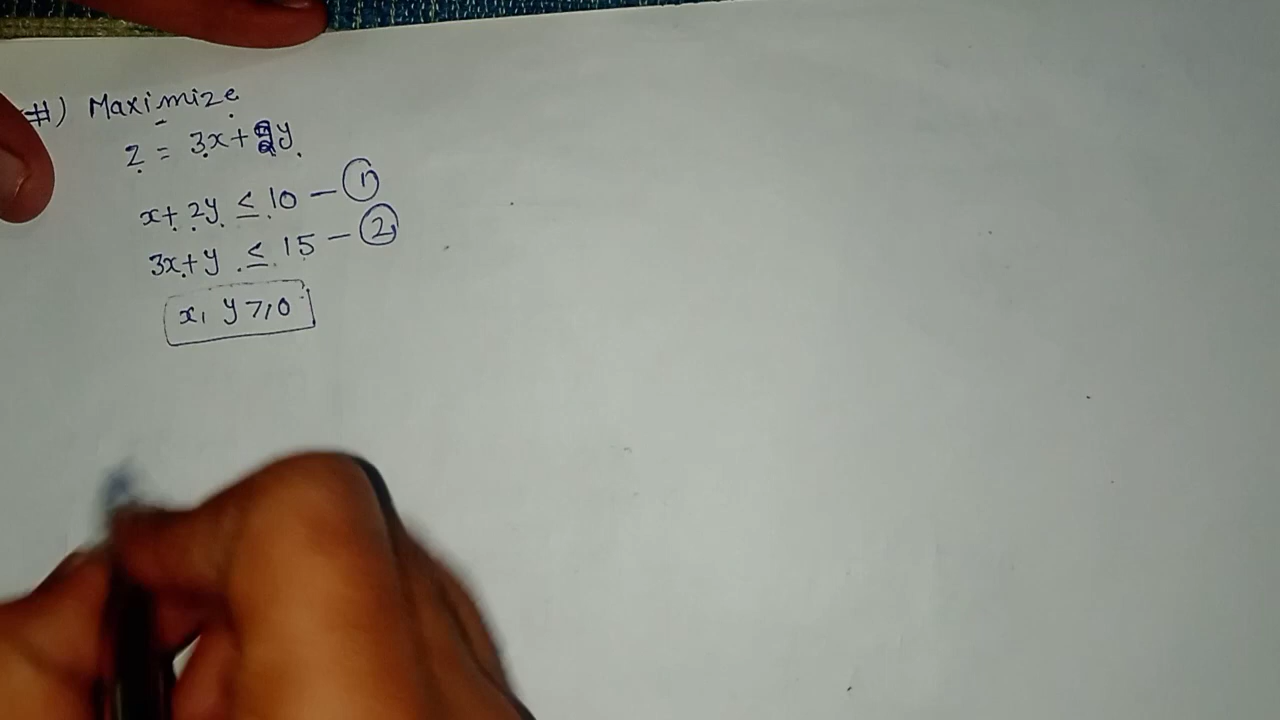 #) Maximize
Z = 3x + 2y
x + 2y ≤ 10 - ①
3x + y ≤ 15 - ②
x, y ≥ 0